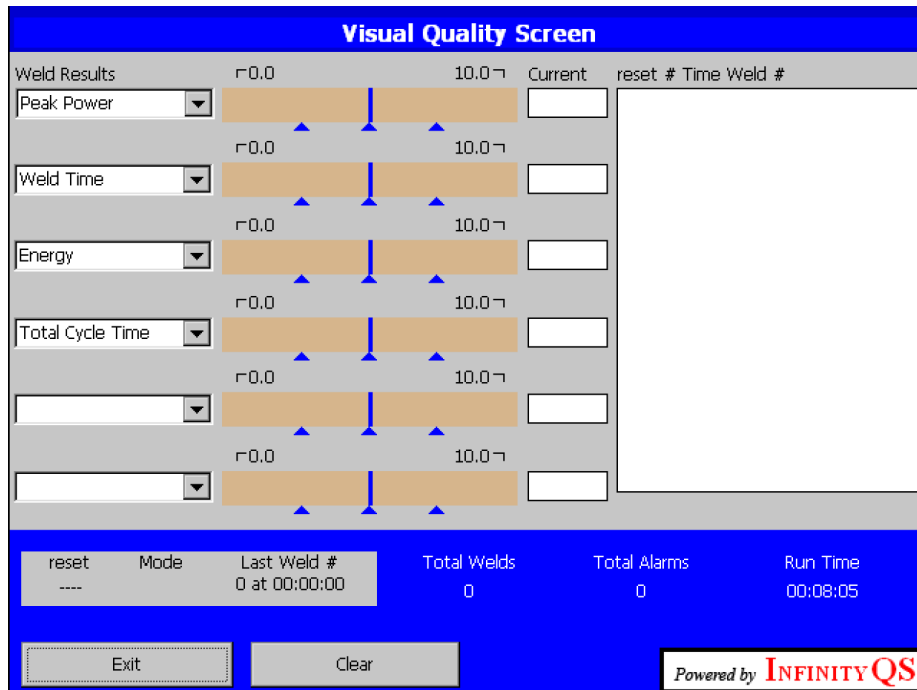 Visual Quality Screen
Weld Results 0.0 10.0 Current reset # Time Weld #
Peak Power
0.0 10.0
Weld Time
0.0 10.0
Energy
0.0 10.0
Total Cycle Time
0.0 10.0
0.0 10.0
reset Mode Last Weld # Total Welds Total Alarms Run Time
---- 0 at 00:00:00 0 0 00:08:05
Exit Clear
Powered by INFINITYQS